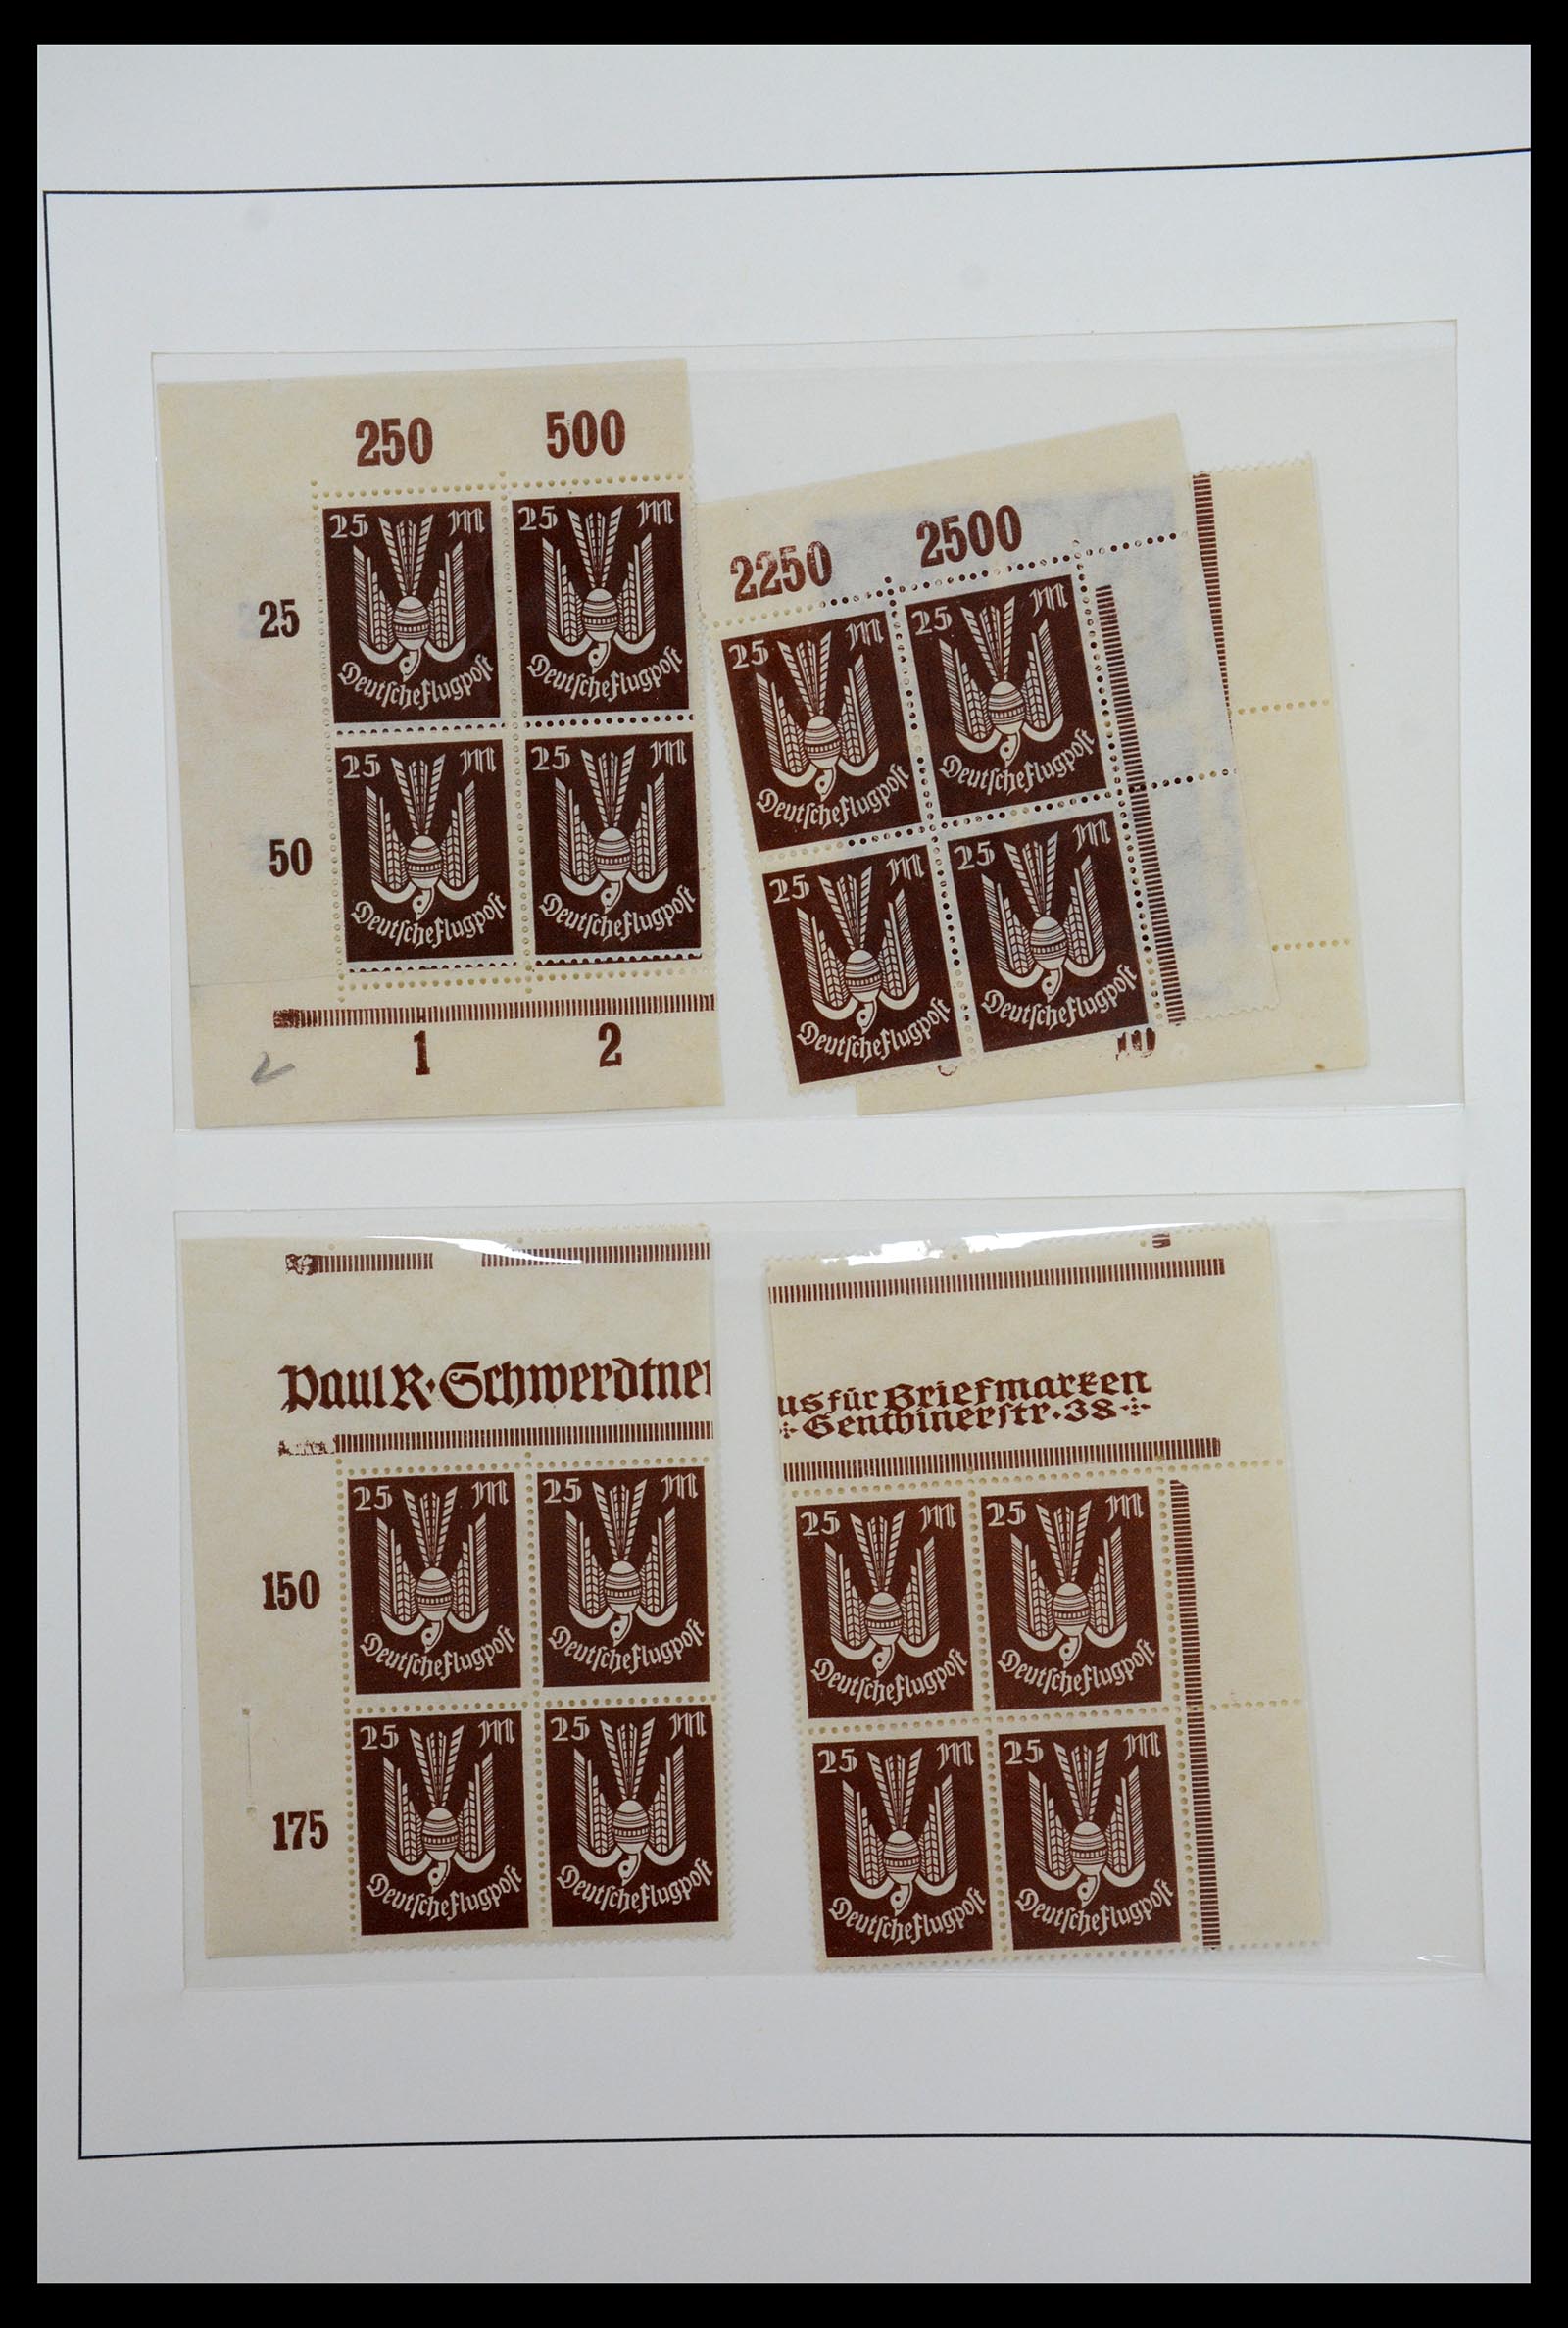 250 500
25
25 M 25 M
Deutsche Flugpost Deutsche Flugpost
50
25 M 25 M
Deutsche Flugpost Deutsche Flugpost
1 2
2250 2500
25 M 25 M
Deutsche Flugpost Deutsche Flugpost
25 M 25 M
Deutsche Flugpost Deutsche Flugpost
Paul R. Schwerdtner
150
25 M 25 M
Deutsche Flugpost Deutsche Flugpost
175
25 M 25 M
Deutsche Flugpost Deutsche Flugpost
us für Briefmarken
Genthinerstr. 38
25 M 25 M
Deutsche Flugpost Deutsche Flugpost
25 M 25 M
Deutsche Flugpost Deutsche Flugpost